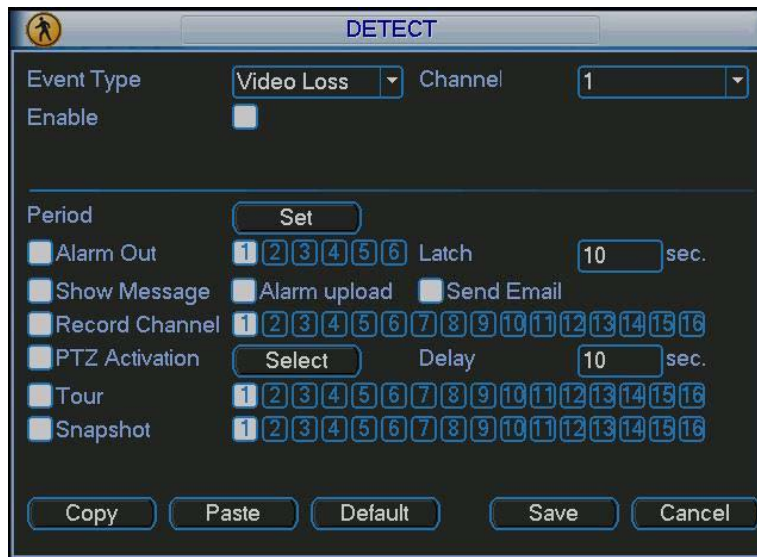 DETECT
Event Type Video Loss Channel 1
Enable
Period Set
Alarm Out 1 2 3 4 5 6 Latch 10 sec.
Show Message Alarm upload Send Email
Record Channel 1 2 3 4 5 6 7 8 9 10 11 12 13 14 15 16
PTZ Activation Select Delay 10 sec.
Tour 1 2 3 4 5 6 7 8 9 10 11 12 13 14 15 16
Snapshot 1 2 3 4 5 6 7 8 9 10 11 12 13 14 15 16
Copy Paste Default Save Cancel